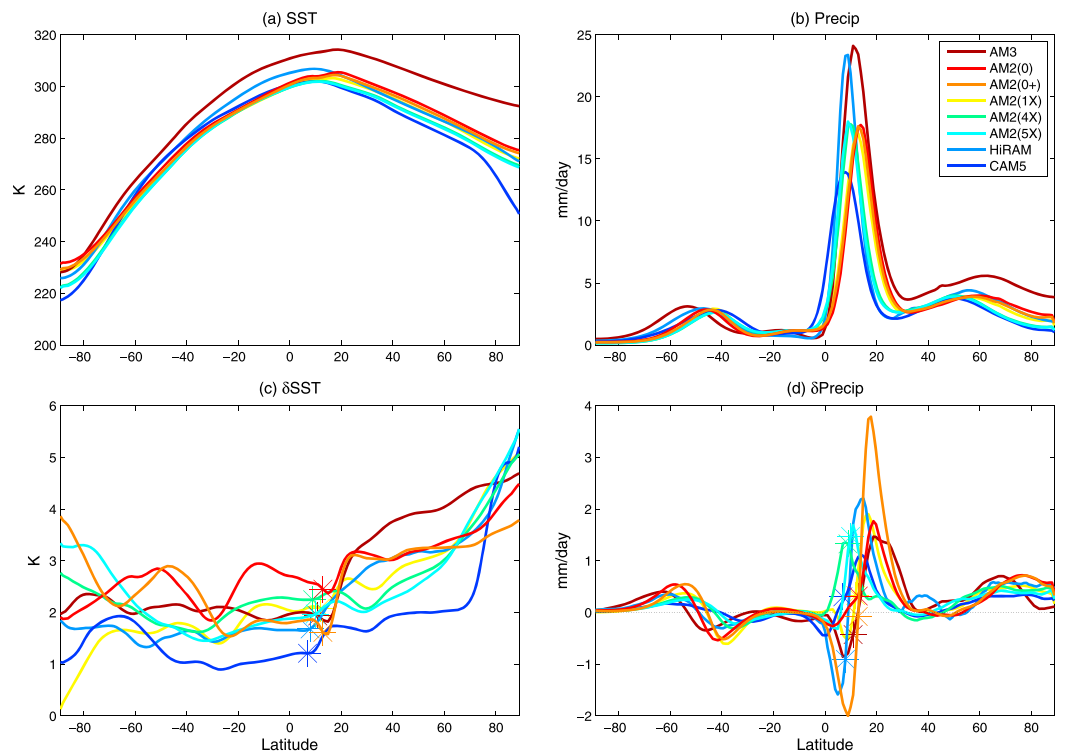 (a) SST
(b) Precip
320
300
280
260
240
220
200
K
−80 −60 −40 −20 0 20 40 60 80
25
20
15
10
5
0
mm/day
−80 −60 −40 −20 0 20 40 60 80
AM3
AM2(0)
AM2(0+)
AM2(1X)
AM2(4X)
AM2(5X)
HiRAM
CAM5
(c) δSST
(d) δPrecip
6
5
4
3
2
1
0
K
−80 −60 −40 −20 0 20 40 60 80
Latitude
4
3
2
1
0
−1
−2
mm/day
−80 −60 −40 −20 0 20 40 60 80
Latitude